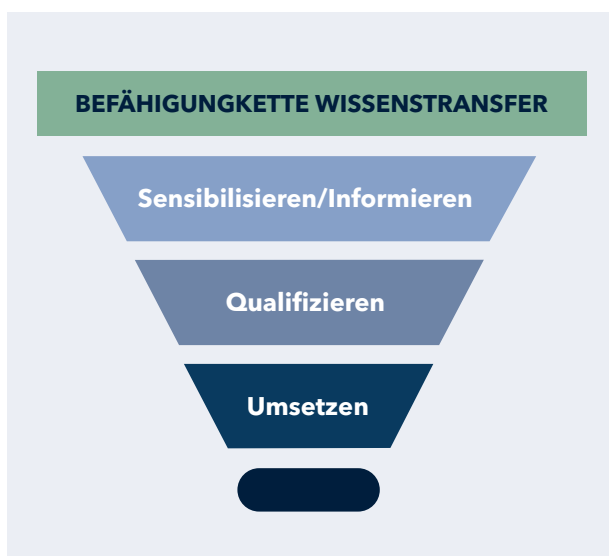 BEFÄHIGUNGKETTE WISSENSTRANSFER
Sensibilisieren/Informieren
Qualifizieren
Umsetzen